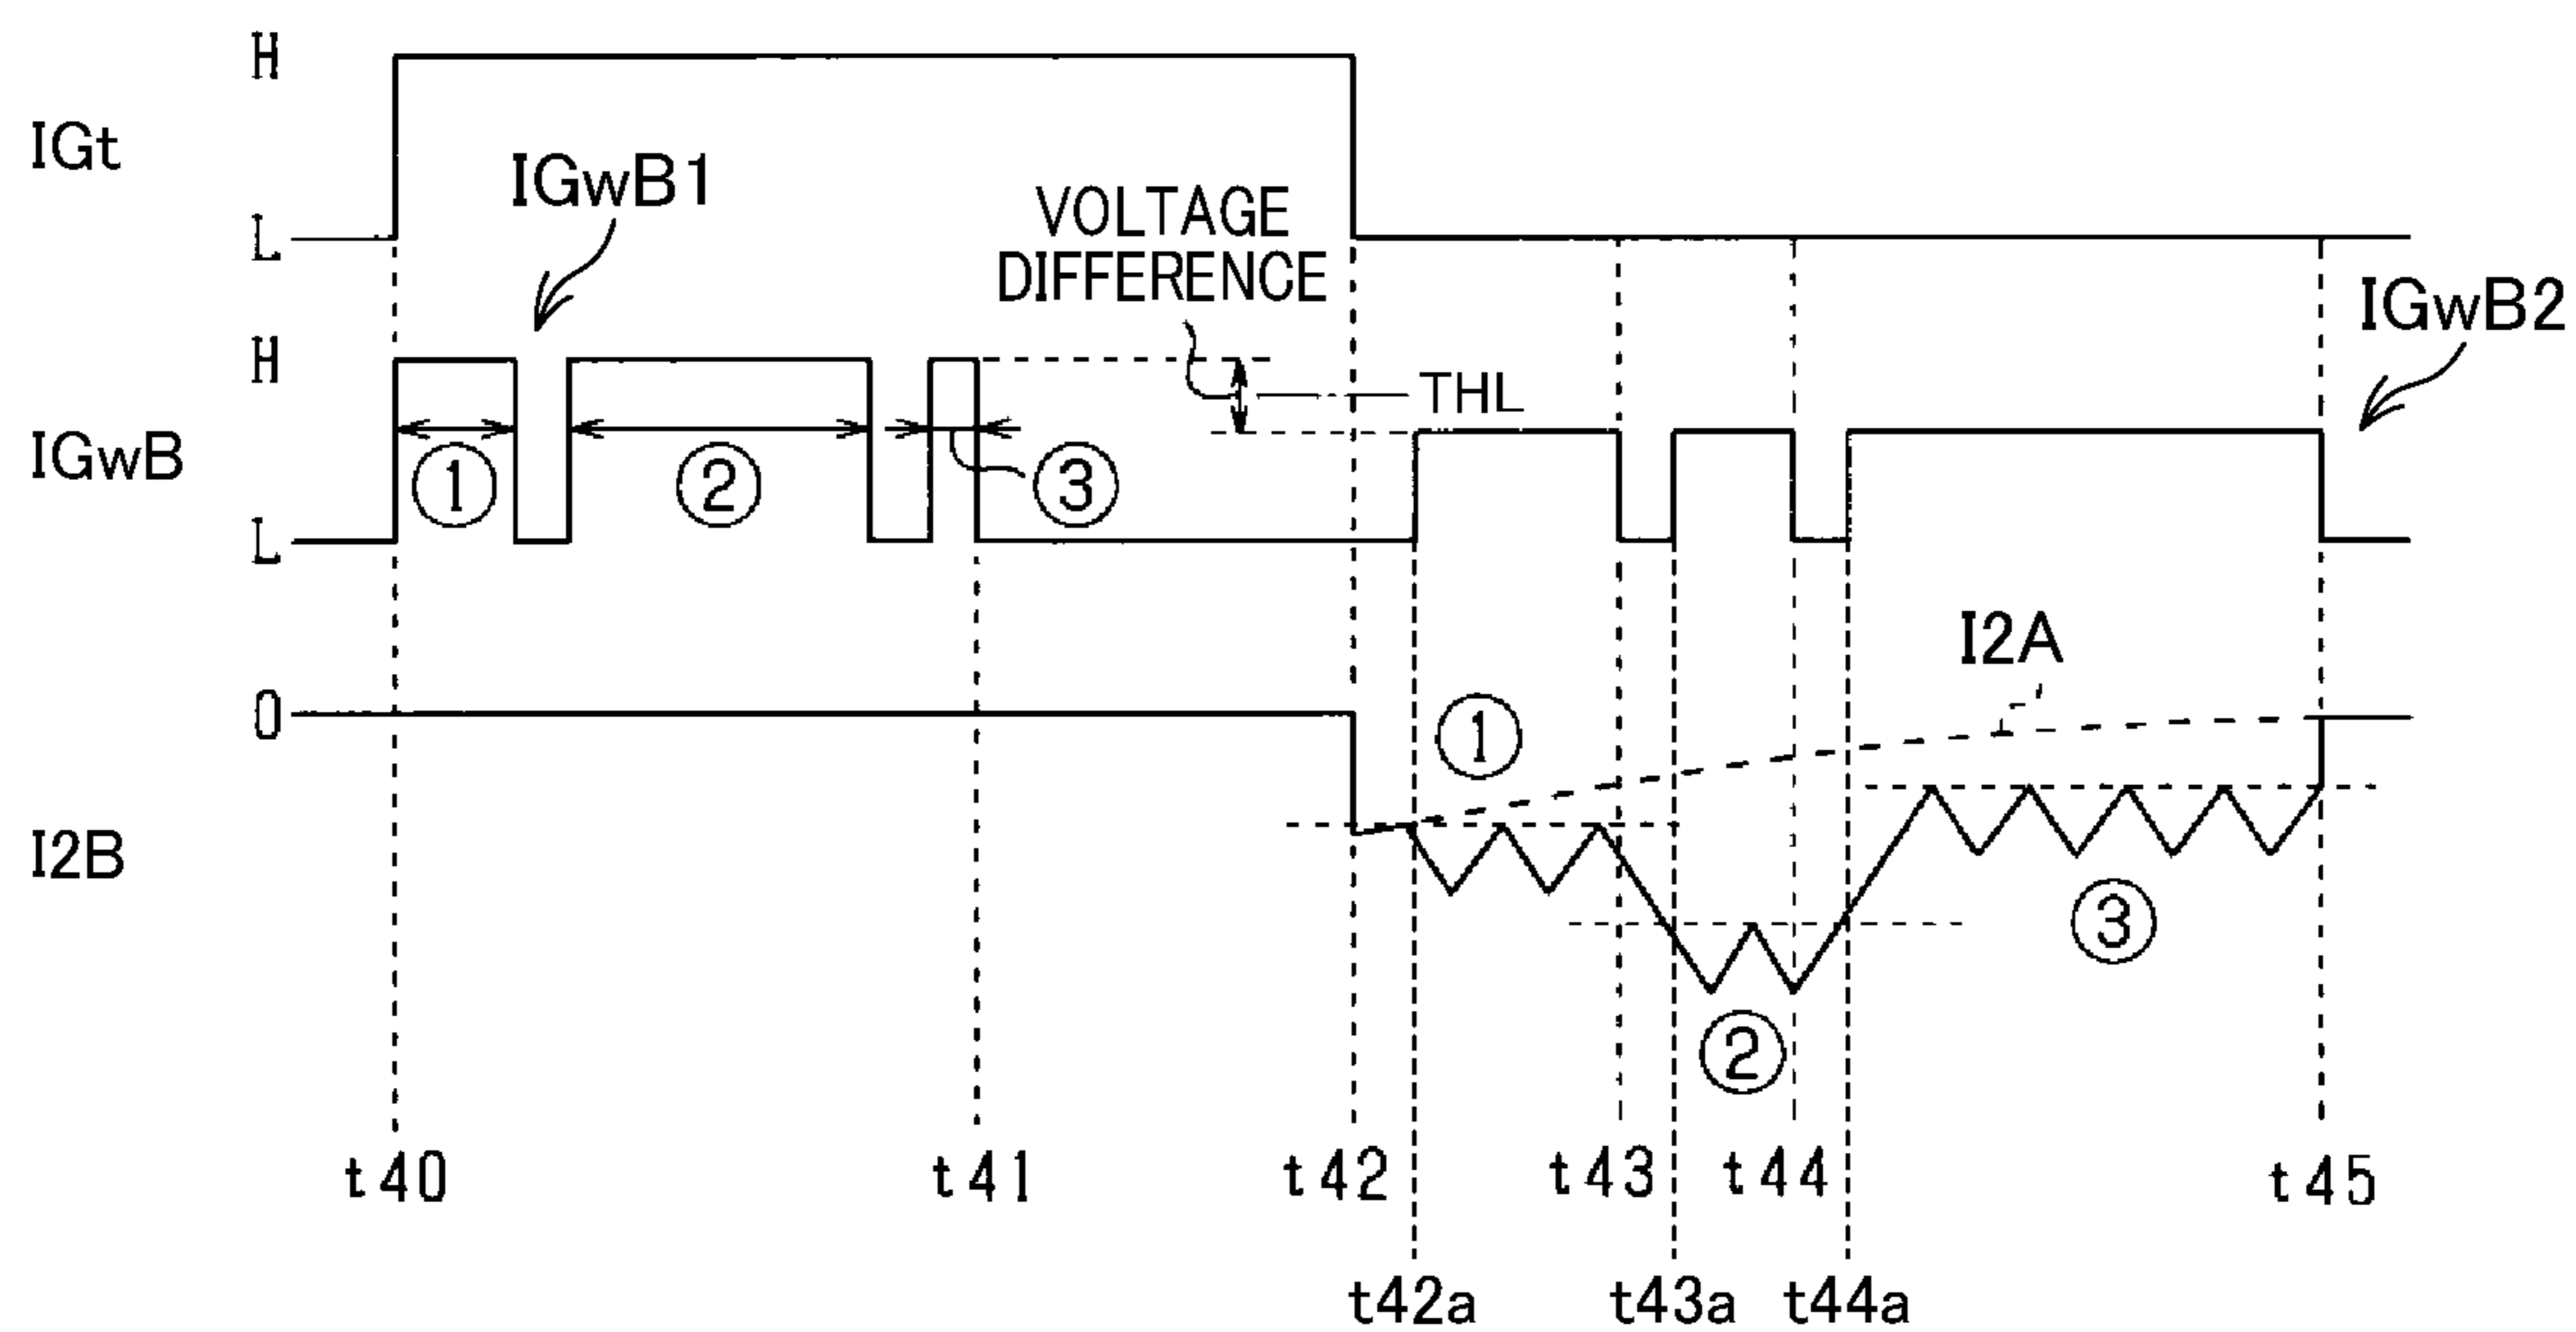 H
IGt
L
IGwB1
VOLTAGE
DIFFERENCE
IGwB2
H
THL
IGwB
① ② ③
L
I2A
0
①
I2B
③
②
t40 t41 t42 t43 t44 t45
t42a t43a t44a